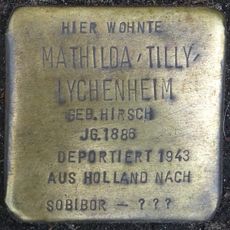 HIER WOHNTE
MATHILDA 'TILLY'
LYCHENHEIM
GEB. HIRSCH
JG. 1886
DEPORTIERT 1943
AUS HOLLAND NACH
SOBIBOR – ? ? ?